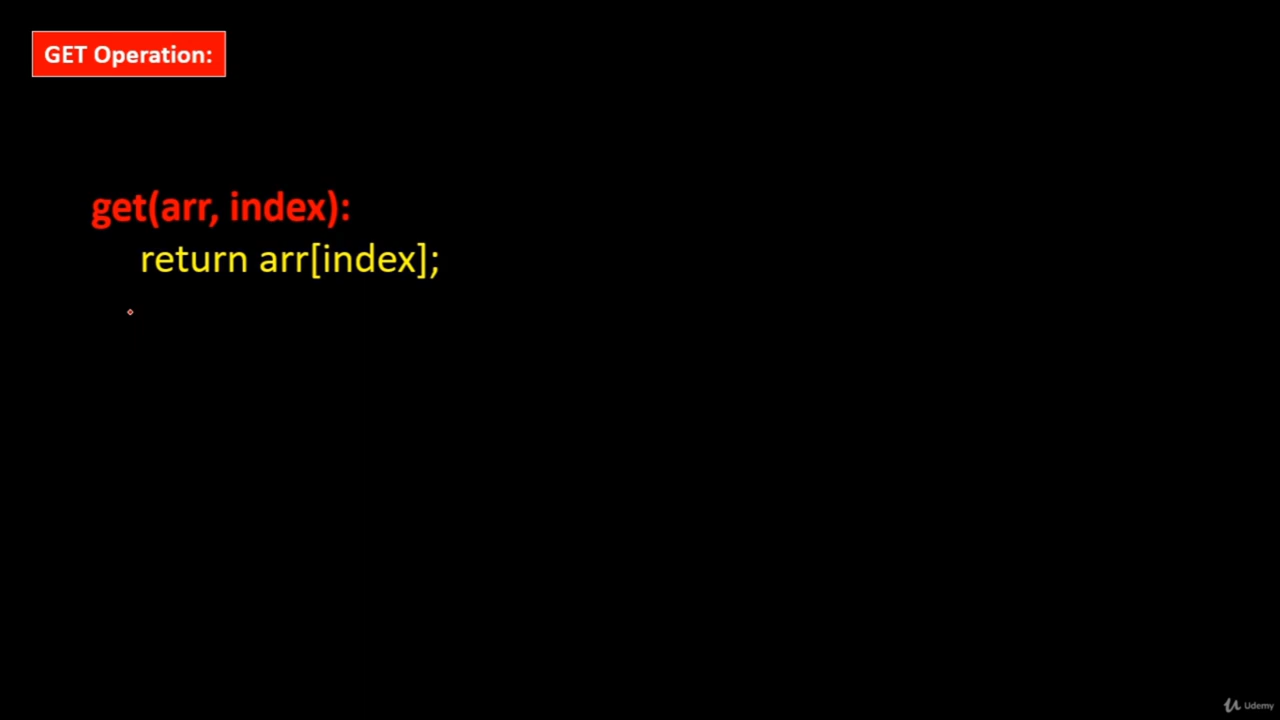 GET Operation:
get(arr, index):
return arr[index];
Udemy